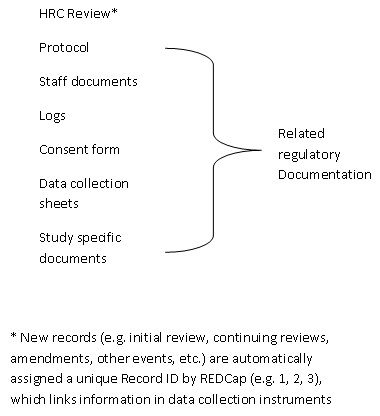 HRC Review*
Protocol
Staff documents
Logs
Consent form
Data collection
sheets
Study specific
documents
Related
regulatory
Documentation
* New records (e.g. initial review, continuing reviews,
amendments, other events, etc.) are automatically
assigned a unique Record ID by REDCap (e.g. 1, 2, 3),
which links information in data collection instruments